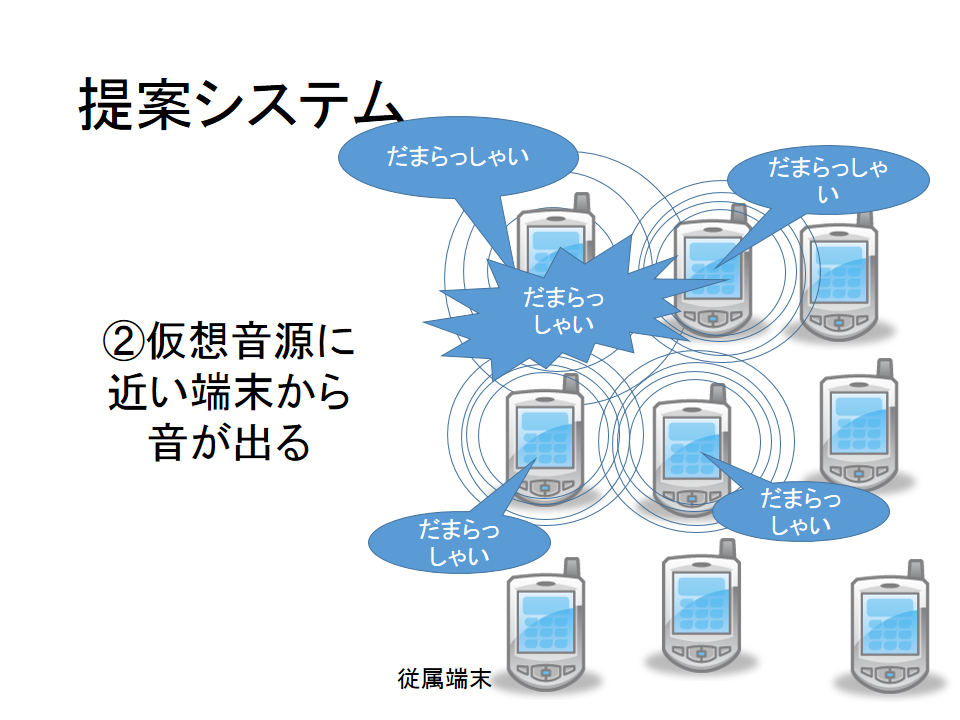 提案システム
だまらっしゃい
だまらっしゃ
い
だまらっ
しゃい
②仮想音源に
近い端末から
音が出る
だまらっ
しゃい
だまらっ
しゃい
従属端末